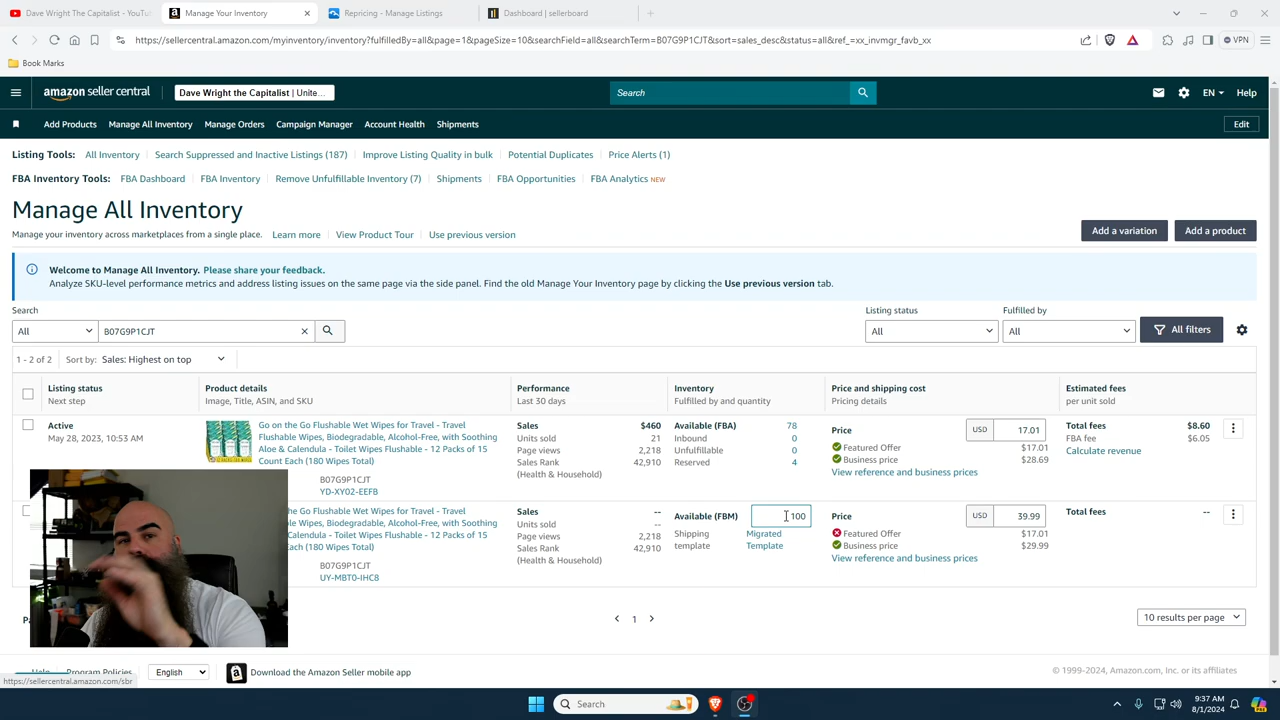 Dave Wright the Capitalist - YouTu
Manage Your Inventory
Repricing - Manage Listings
Dashboard | sellerboard
https://sellercentral.amazon.com/myinventory/inventory?fulfilledBy=all&page=1&pageSize=10&searchField=all&searchTerm=B07G9P1CJT&sort=sales_desc&status=all&ref_=xx_invmgr_favb_xx
VPN
Book Marks
amazon seller central
Dave Wright the Capitalist | Unite...
Search
EN
Help
Add Products
Manage All Inventory
Manage Orders
Campaign Manager
Account Health
Shipments
Edit
Listing Tools: All Inventory Search Suppressed and Inactive Listings (187) Improve Listing Quality in bulk Potential Duplicates Price Alerts (1)
FBA Inventory Tools: FBA Dashboard FBA Inventory Remove Unfulfillable Inventory (7) Shipments FBA Opportunities FBA Analytics NEW
Manage All Inventory
Manage your inventory across marketplaces from a single place. Learn more View Product Tour Use previous version
Add a variation
Add a product
Welcome to Manage All Inventory. Please share your feedback.
Analyze SKU-level performance metrics and address listing issues on the same page via the side panel. Find the old Manage Your Inventory page by clicking the Use previous version tab.
Search
Listing status
Fulfilled by
All
B07G9P1CJT
All
All
All filters
1 - 2 of 2
Sort by: Sales: Highest on top
Listing status
Next step
Product details
Image, Title, ASIN, and SKU
Performance
Last 30 days
Inventory
Fulfilled by and quantity
Price and shipping cost
Pricing details
Estimated fees
per unit sold
Active
May 28, 2023, 10:53 AM
Go on the Go Flushable Wet Wipes for Travel - Travel
Flushable Wipes, Biodegradable, Alcohol-Free, with Soothing
Aloe & Calendula - Toilet Wipes Flushable - 12 Packs of 15
Count Each (180 Wipes Total)
B07G9P1CJT
YD-XY02-EEFB
Sales $460
Units sold 21
Page views 2,218
Sales Rank 42,910
(Health & Household)
Available (FBA) 78
Inbound 0
Unfulfillable 0
Reserved 4
Price USD 17.01
Featured Offer $17.01
Business price $28.69
View reference and business prices
Total fees $8.60
FBA fee $6.05
Calculate revenue
he Go Flushable Wet Wipes for Travel - Travel
e Wipes, Biodegradable, Alcohol-Free, with Soothing
alendula - Toilet Wipes Flushable - 12 Packs of 15
ach (180 Wipes Total)
B07G9P1CJT
UY-MBT0-IHC8
Sales --
Units sold --
Page views 2,218
Sales Rank 42,910
(Health & Household)
Available (FBM) 100
Shipping template
Migrated Template
Price USD 39.99
Featured Offer $17.01
Business price $29.99
View reference and business prices
Total fees --
1
10 results per page
Help
Program Policies
English
Download the Amazon Seller mobile app
© 1999-2024, Amazon.com, Inc. or its affiliates
https://sellercentral.amazon.com/sbr
Search
9:37 AM
8/1/2024